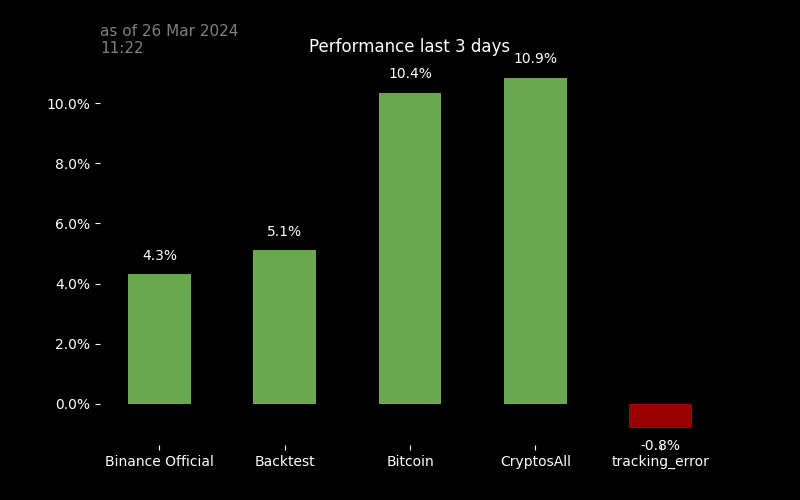 as of 26 Mar 2024
11:22
Performance last 3 days
10.9%
10.4%
10.0%
8.0%
6.0%
5.1%
4.3%
4.0%
2.0%
0.0%
-0.8%
Binance Official
Backtest
Bitcoin
CryptosAll
tracking_error